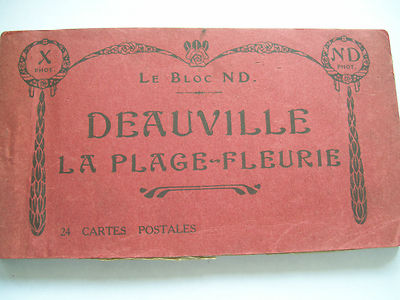 X
PHOT.
LE BLOC ND.
ND
PHOT.
DEAUVILLE
LA PLAGE-FLEURIE
24 CARTES POSTALES